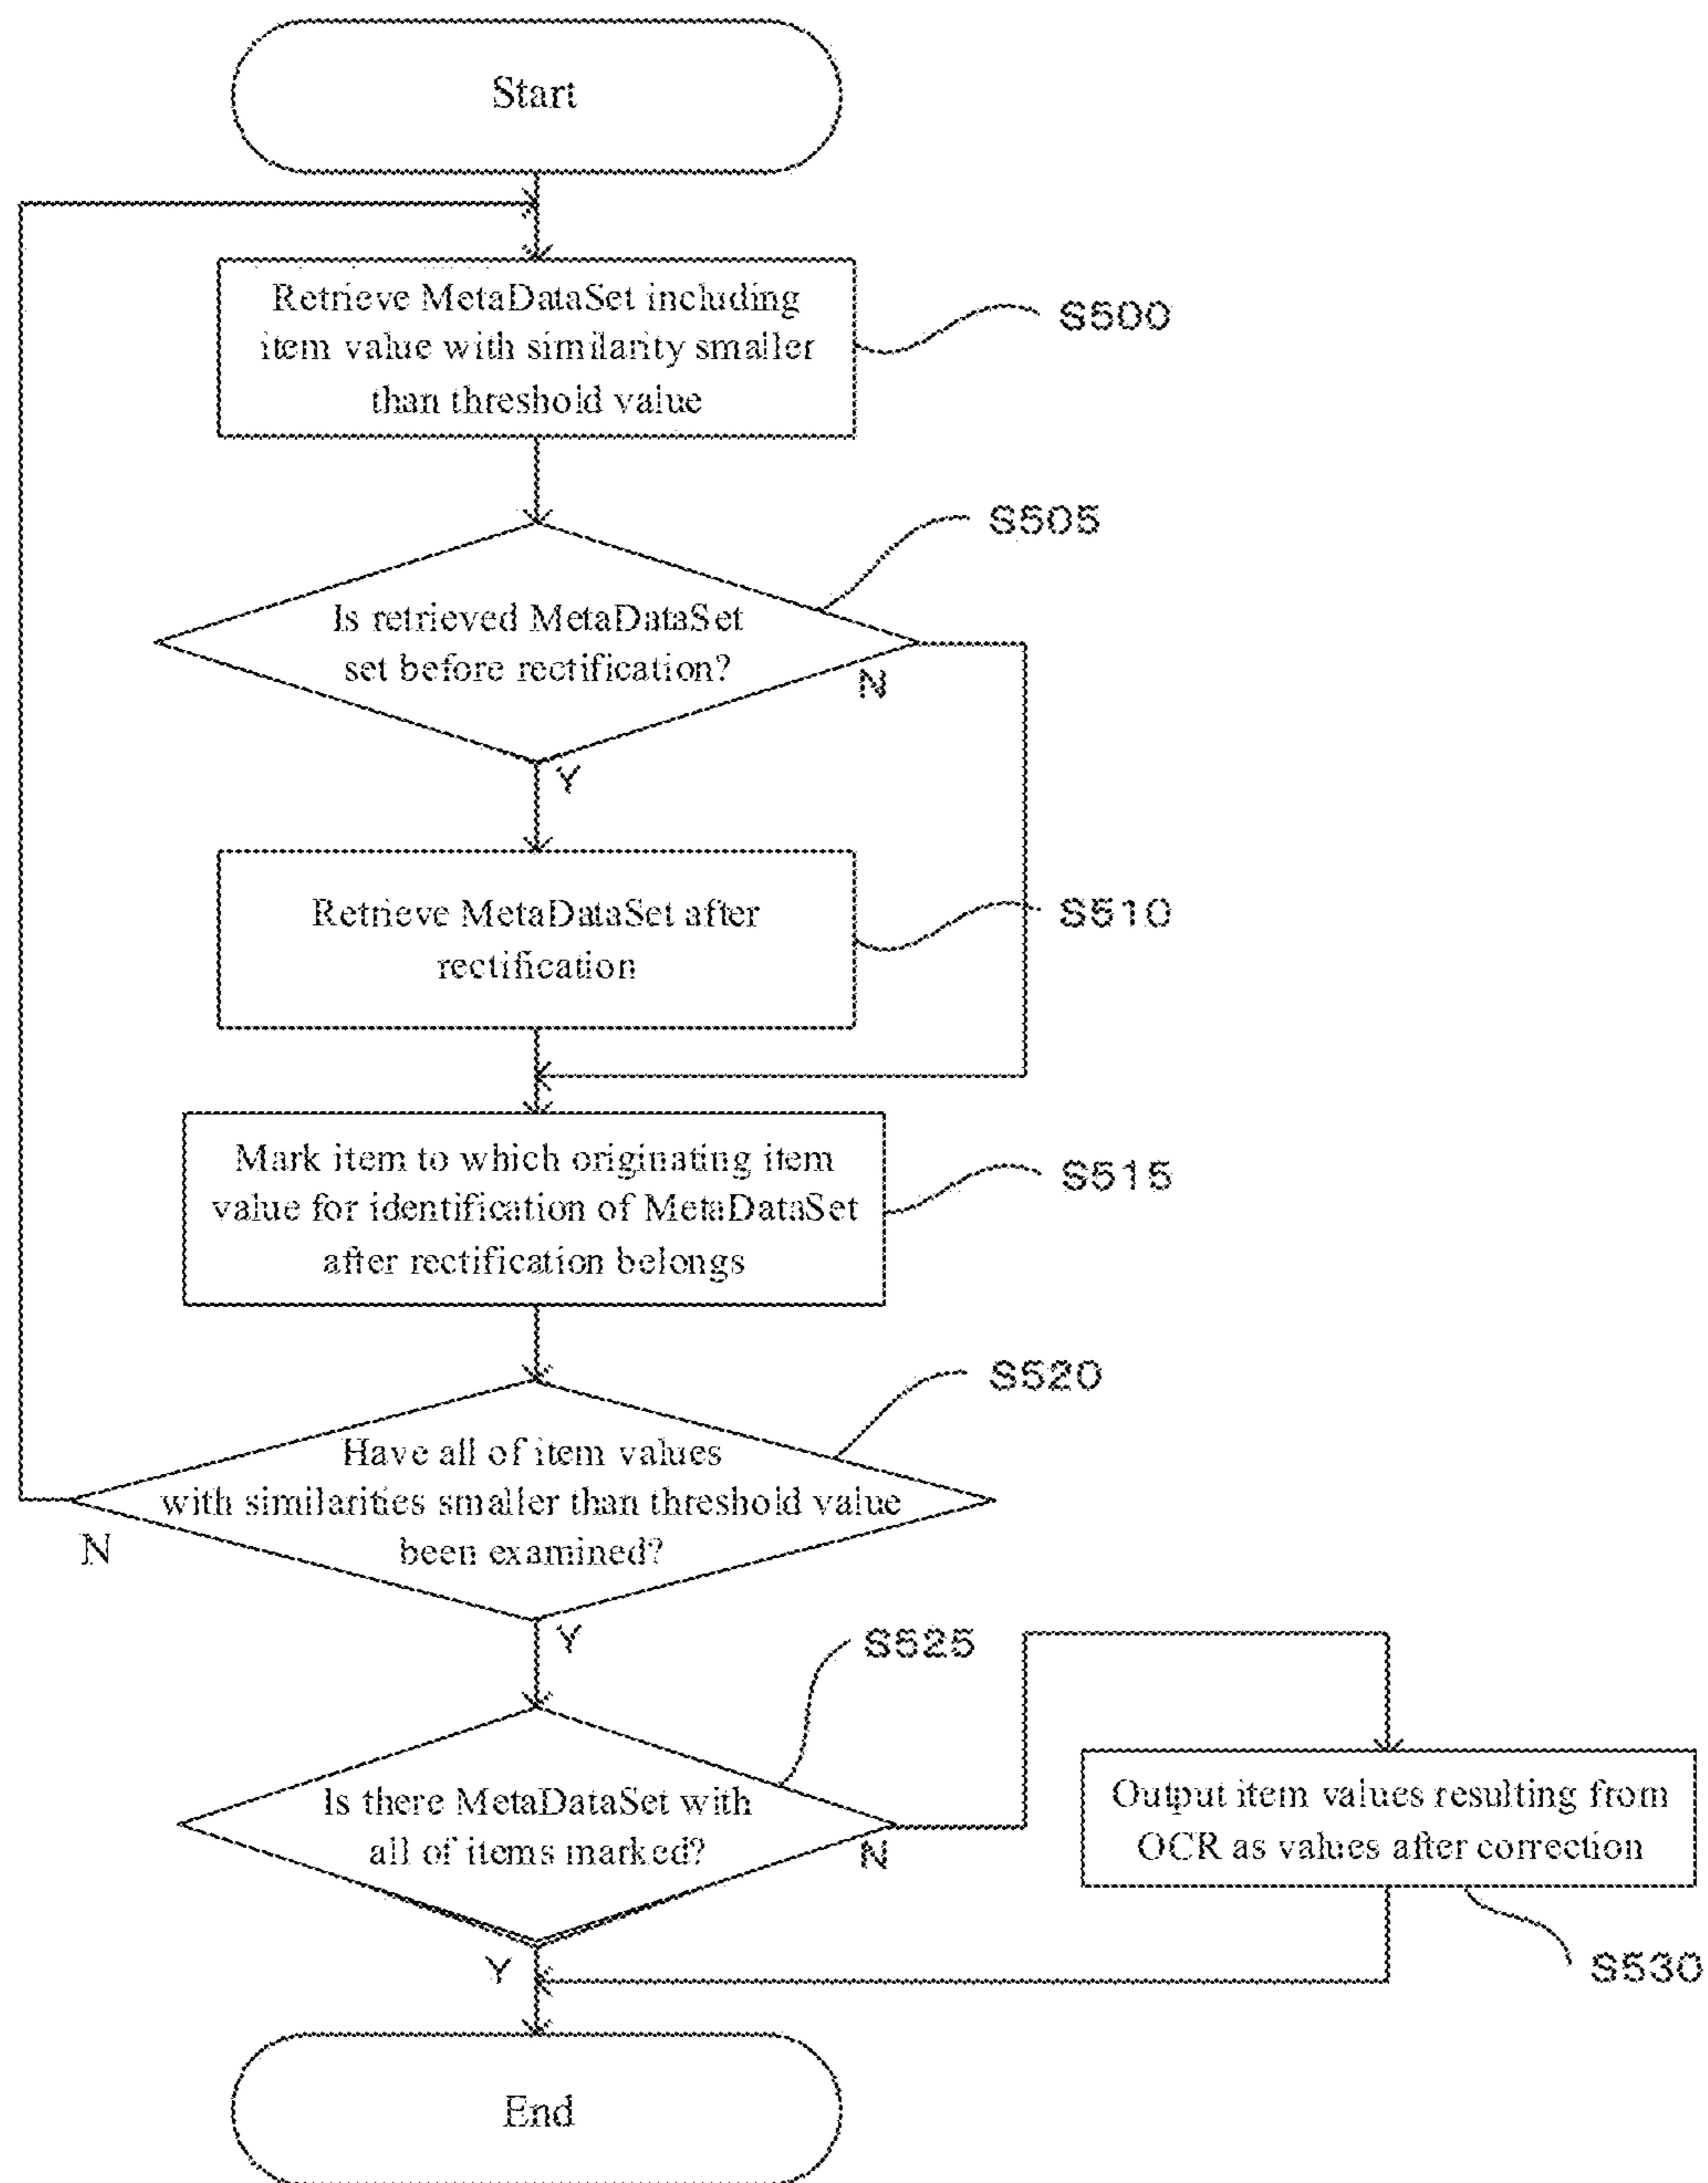 Start
Retrieve MetaDataSet including
item value with similarity smaller
than threshold value
S500
S505
Is retrieved MetaDataSet
set before rectification?
N
Y
Retrieve MetaDataSet after
rectification
S510
Mark item to which originating item
value for identification of MetaDataSet
after rectification belongs
S515
S520
Have all of item values
with similarities smaller than threshold value
been examined?
N
Y
S525
Is there MetaDataSet with
all of items marked?
N
Y
Output item values resulting from
OCR as values after correction
S530
End